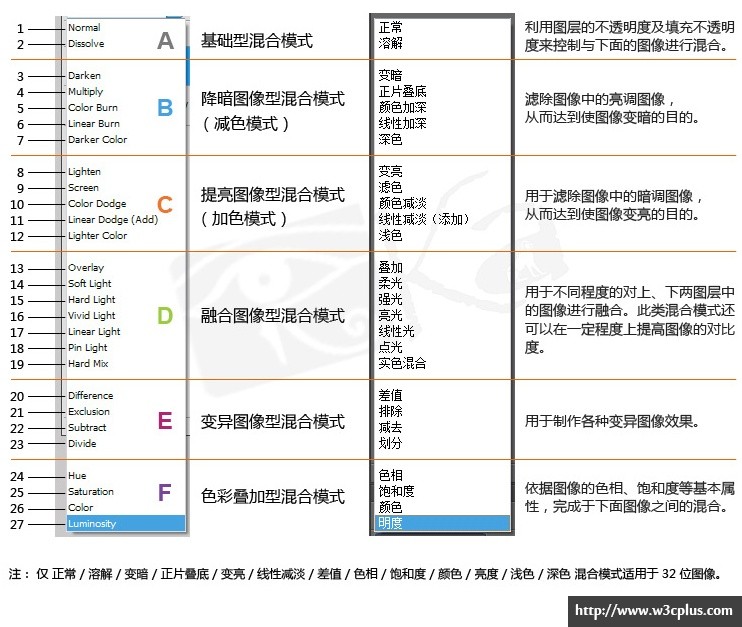 1 Normal
2 Dissolve
A 基础型混合模式
正常
溶解
利用图层的不透明度及填充不透明
度来控制与下面的图像进行混合。
3 Darken
4 Multiply
5 Color Burn
6 Linear Burn
7 Darker Color
B 降暗图像型混合模式
（减色模式）
变暗
正片叠底
颜色加深
线性加深
深色
滤除图像中的亮调图像，
从而达到使图像变暗的目的。
8 Lighten
9 Screen
10 Color Dodge
11 Linear Dodge (Add)
12 Lighter Color
C 提亮图像型混合模式
（加色模式）
变亮
滤色
颜色减淡
线性减淡（添加）
浅色
用于滤除图像中的暗调图像，
从而达到使图像变亮的目的。
13 Overlay
14 Soft Light
15 Hard Light
16 Vivid Light
17 Linear Light
18 Pin Light
19 Hard Mix
D 融合图像型混合模式
叠加
柔光
强光
亮光
线性光
点光
实色混合
用于不同程度的对上、下两图层中
的图像进行融合。此类混合模式还
可以在一定程度上提高图像的对比
度。
20 Difference
21 Exclusion
22 Subtract
23 Divide
E 变异图像型混合模式
差值
排除
减去
划分
用于制作各种变异图像效果。
24 Hue
25 Saturation
26 Color
27 Luminosity
F 色彩叠加型混合模式
色相
饱和度
颜色
明度
依据图像的色相、饱和度等基本属
性，完成于下面图像之间的混合。
注： 仅 正常 / 溶解 / 变暗 / 正片叠底 / 变亮 / 线性减淡 / 差值 / 色相 / 饱和度 / 颜色 / 亮度 / 浅色 / 深色 混合模式适用于 32 位图像。
http://www.w3cplus.com